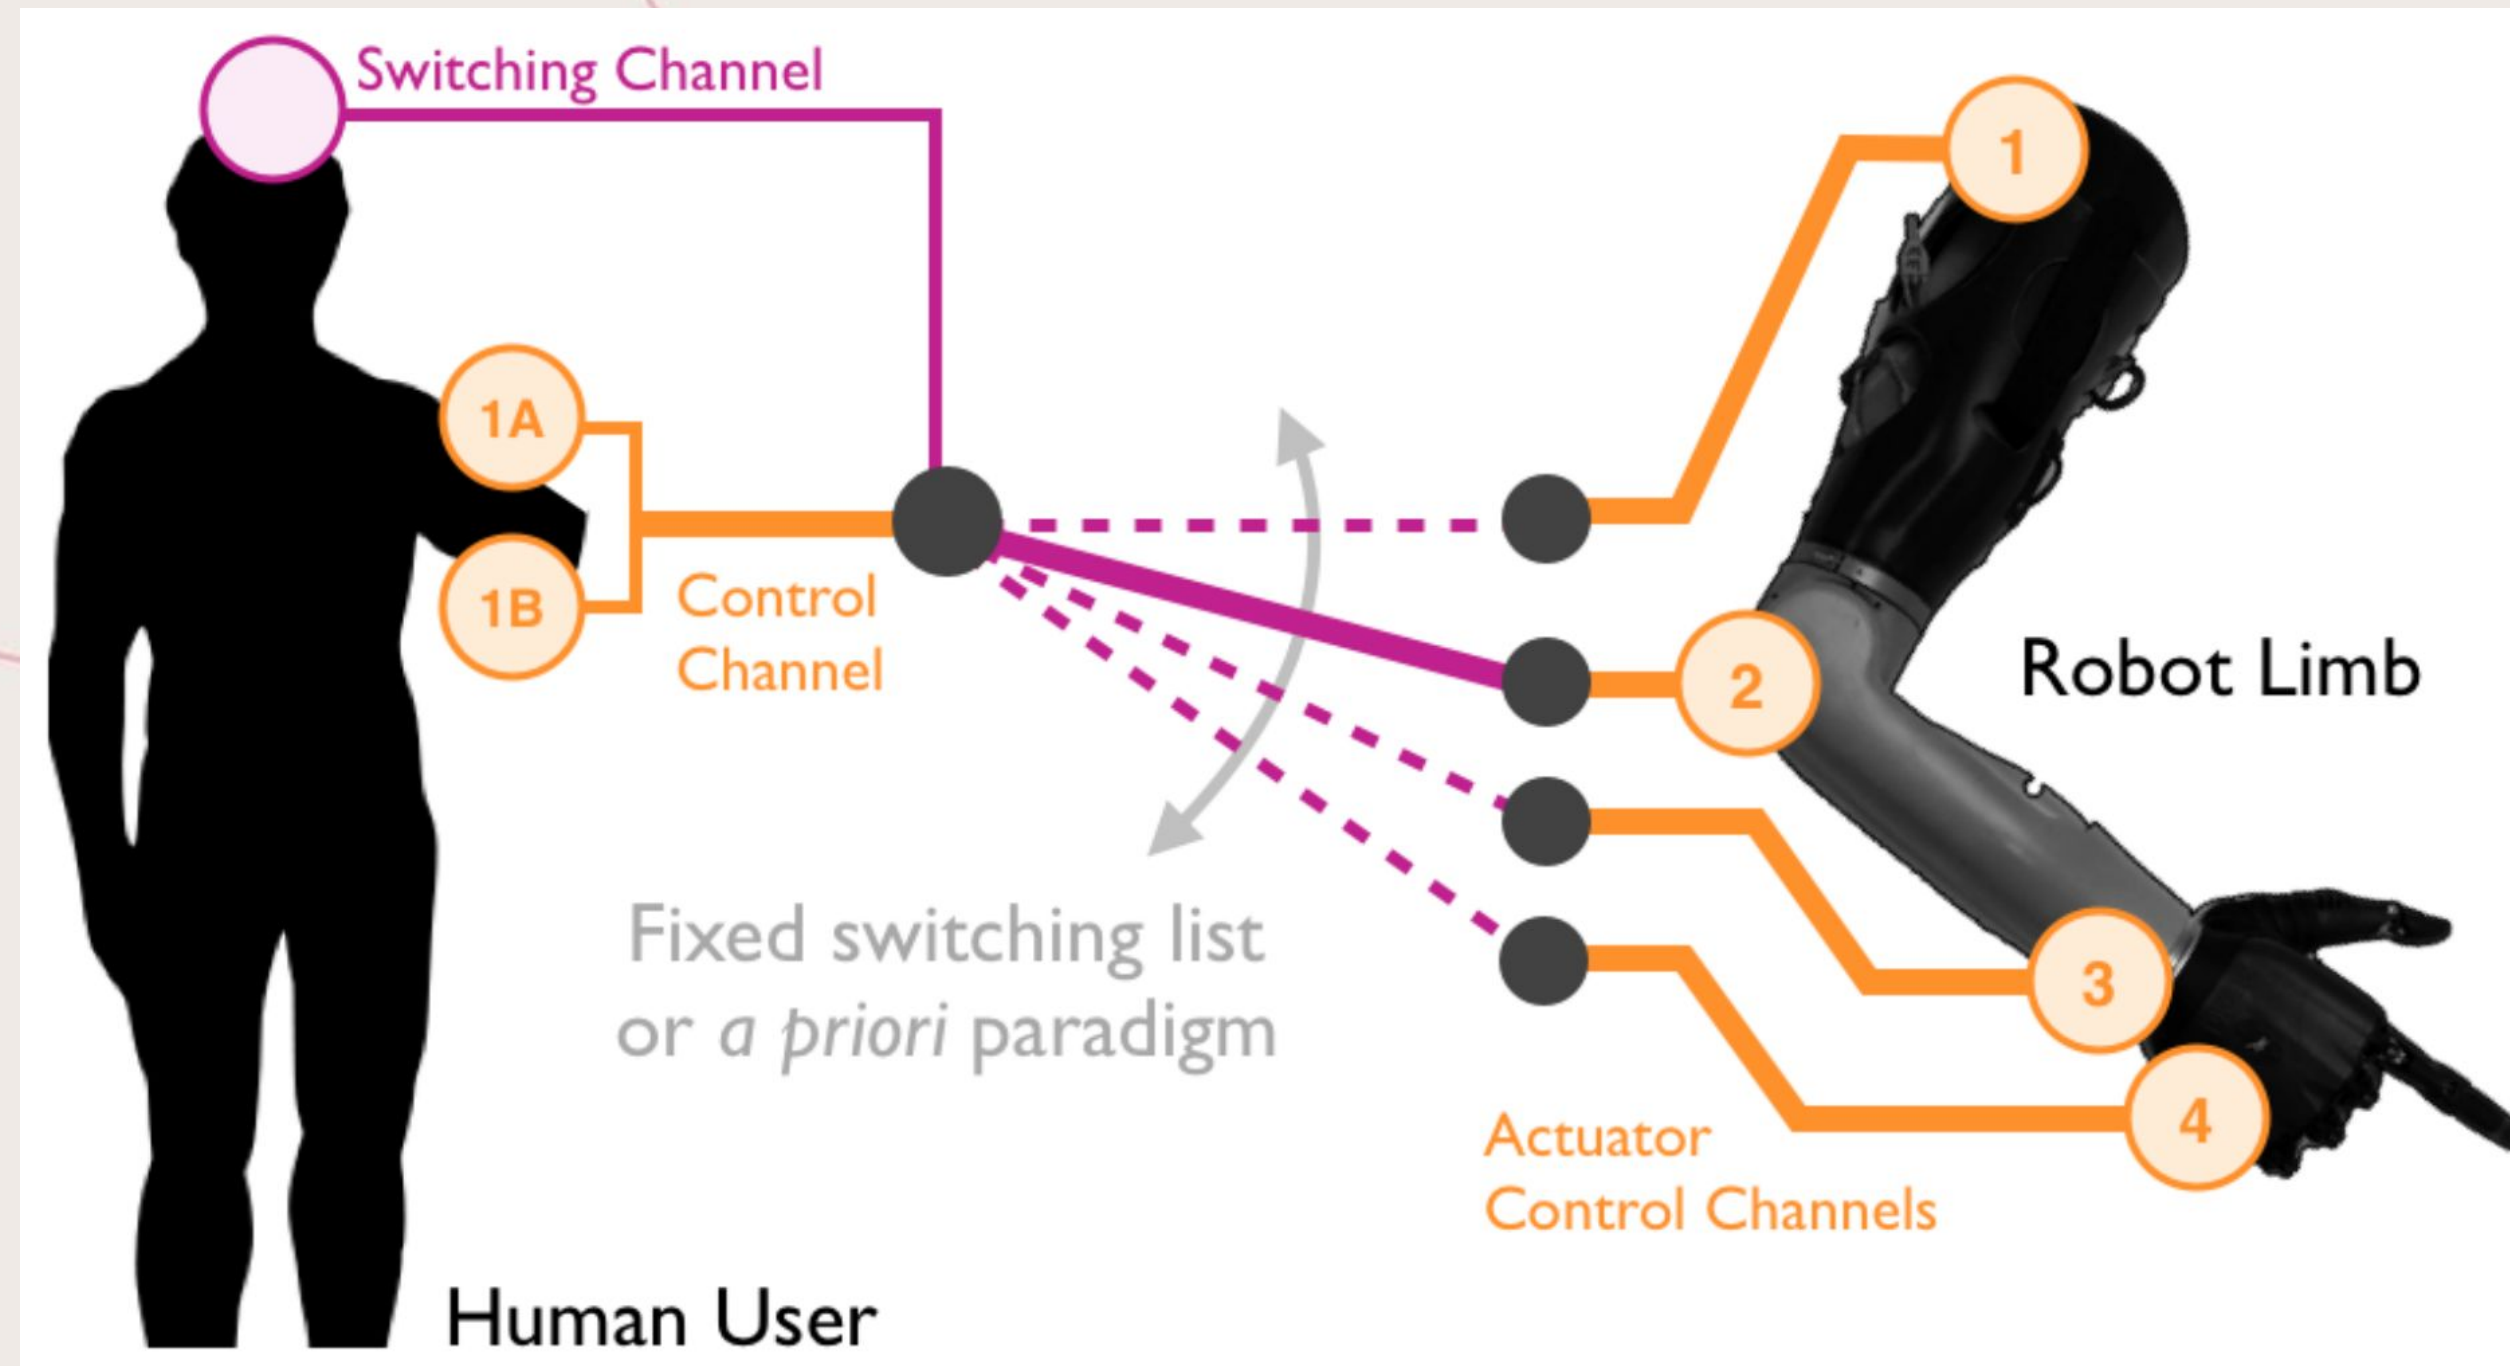 Switching Channel
1
1A
1B
Control
Channel
2
Robot Limb
Fixed switching list
or a priori paradigm
3
4
Actuator
Control Channels
Human User